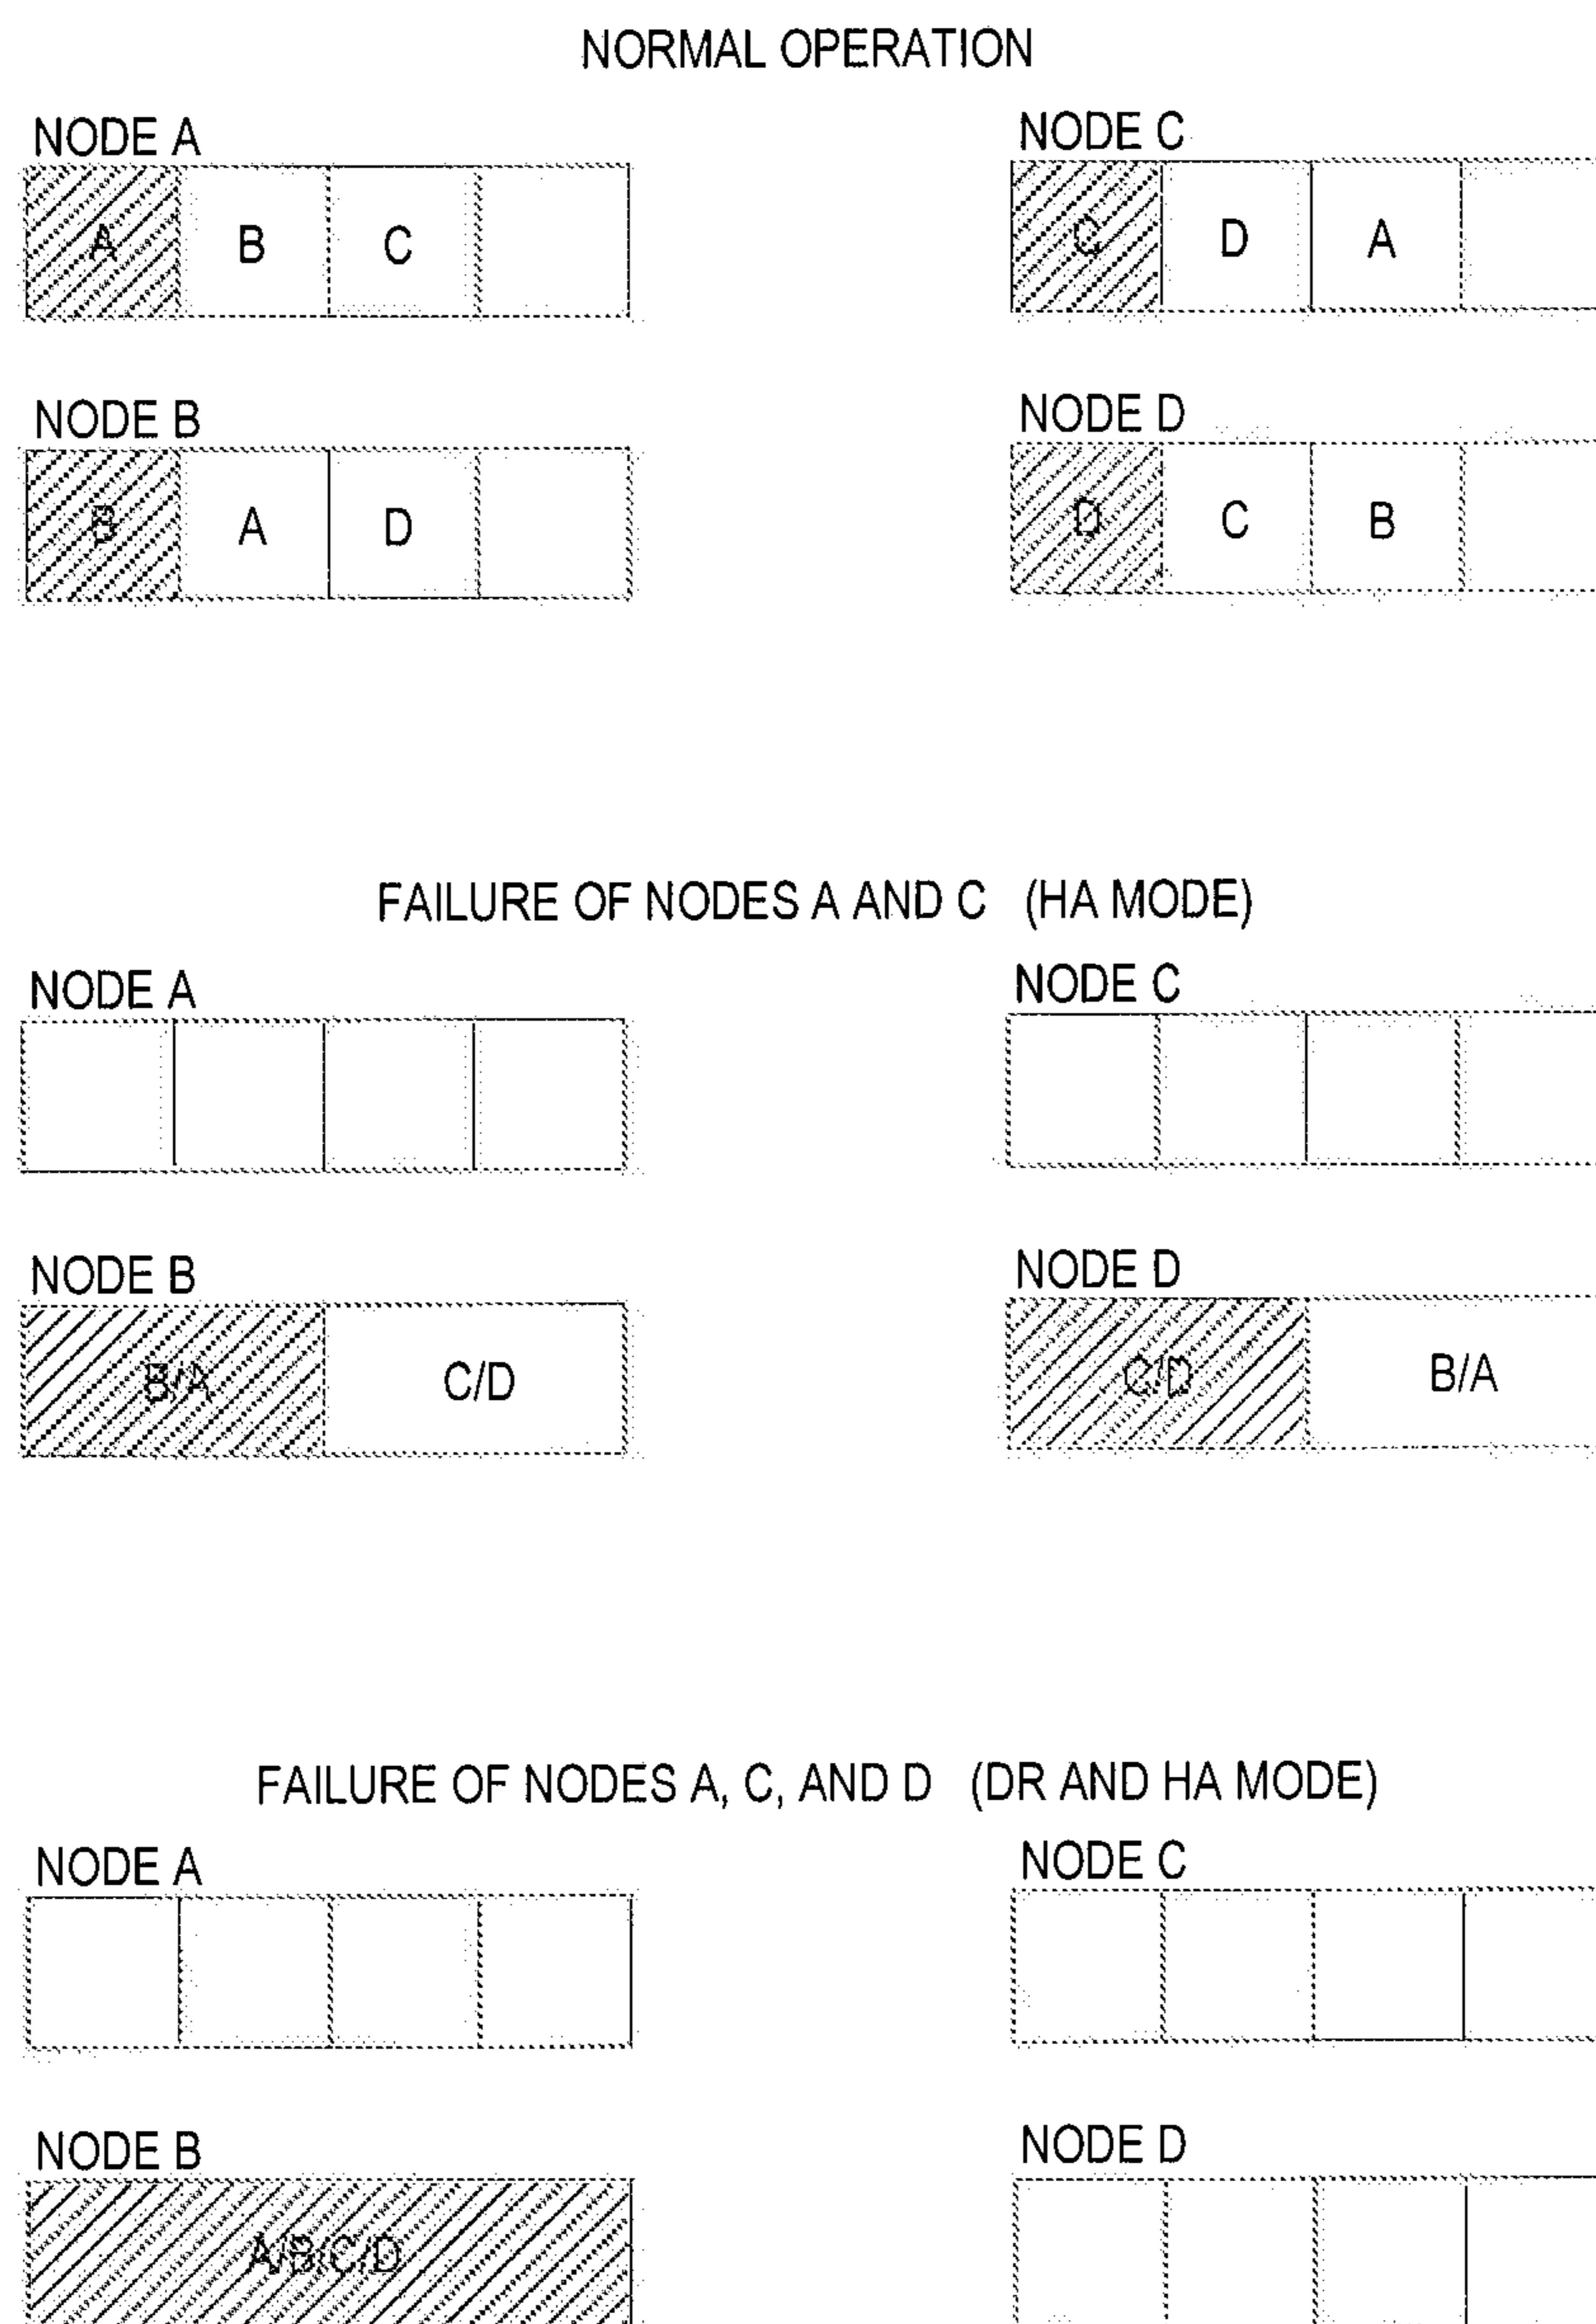 NORMAL OPERATION
NODE A
A B C
NODE C
C D A
NODE B
B A D
NODE D
D C B
FAILURE OF NODES A AND C (HA MODE)
NODE A
NODE C
NODE B
B/A C/D
NODE D
C/D B/A
FAILURE OF NODES A, C, AND D (DR AND HA MODE)
NODE A
NODE C
NODE B
A/B/C/D
NODE D